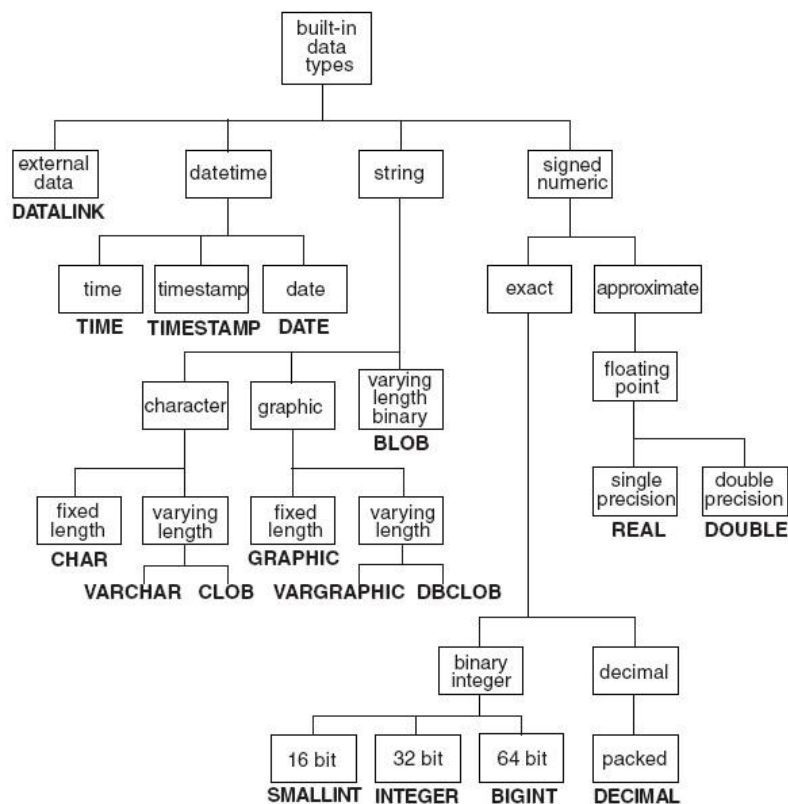 built-in
data
types
external
data
datetime
string
signed
numeric
DATALINK
time
timestamp
date
exact
approximate
TIME
TIMESTAMP
DATE
character
graphic
varying
length
binary
floating
point
BLOB
fixed
length
varying
length
fixed
length
varying
length
single
precision
double
precision
CHAR
GRAPHIC
REAL
DOUBLE
VARCHAR
CLOB
VARGRAPHIC
DBCLOB
binary
integer
decimal
16 bit
32 bit
64 bit
packed
SMALLINT
INTEGER
BIGINT
DECIMAL